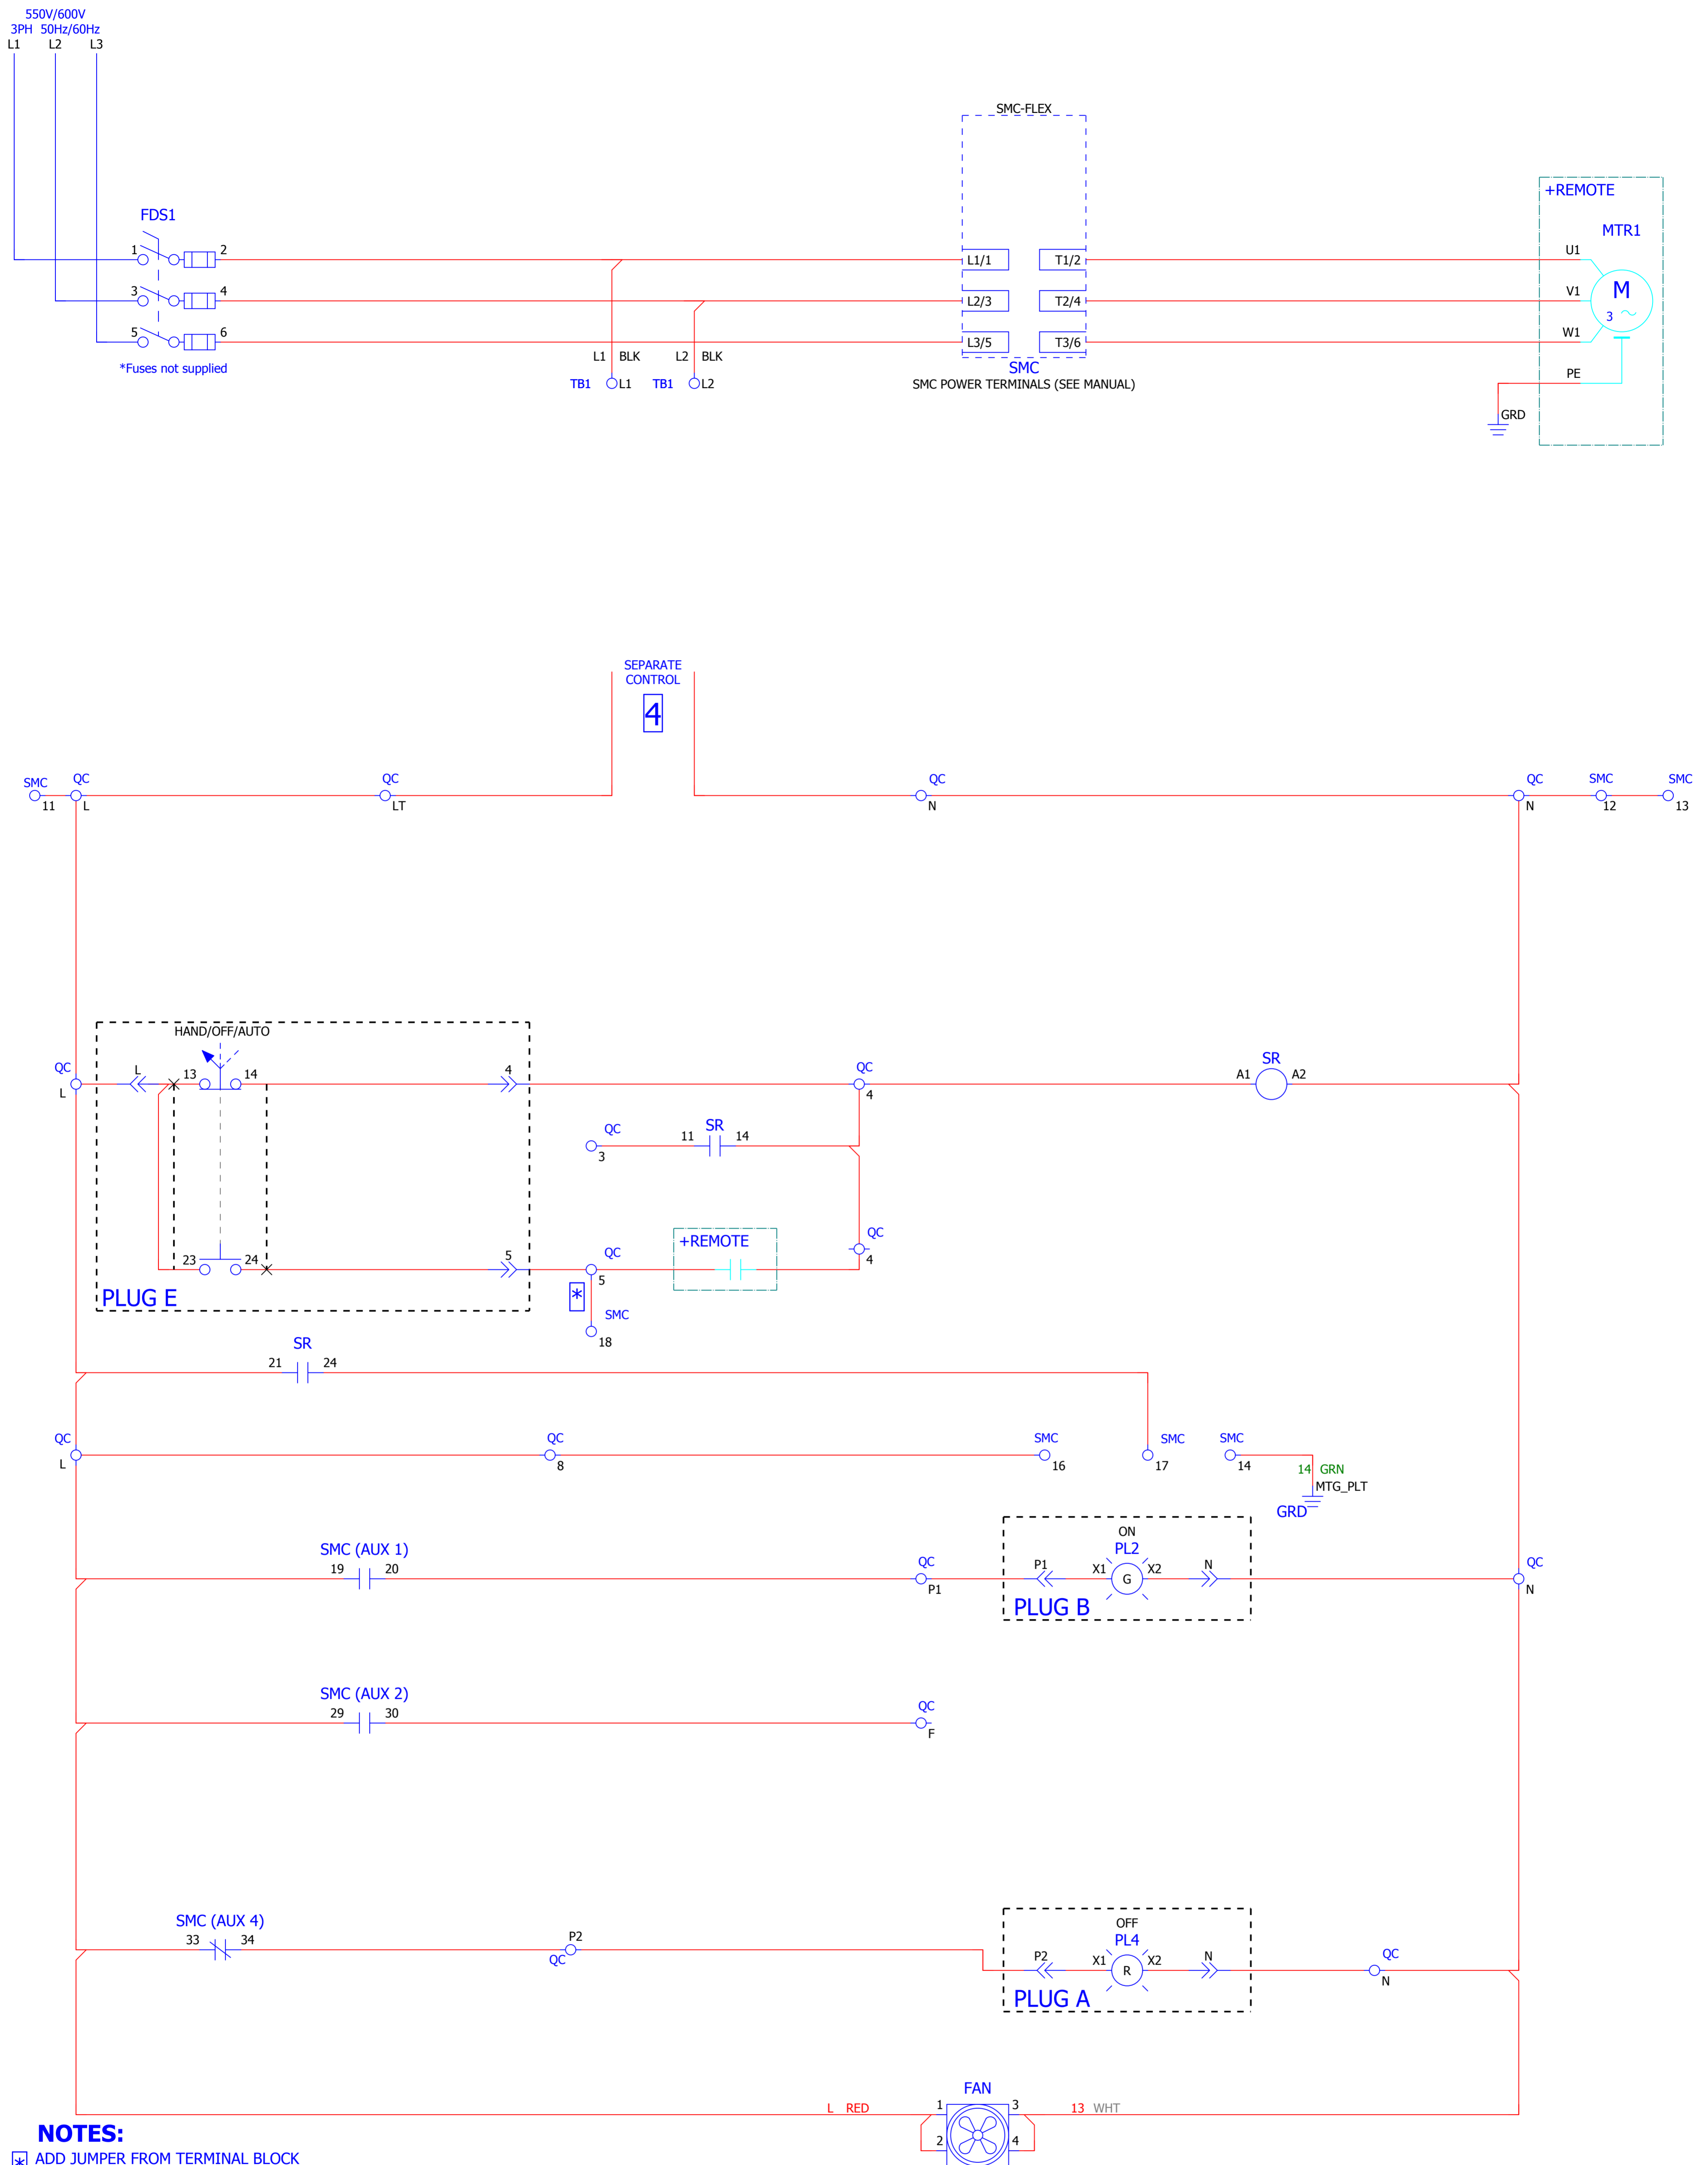 550V/600V
3PH 50Hz/60Hz
L1 L2 L3
SMC-FLEX
+REMOTE
MTR1
FDS1
1 2
3 4
5 6
*Fuses not supplied
L1/1 T1/2
L2/3 T2/4
L3/5 T3/6
U1
V1
W1
M
3
PE
GRD
L1 BLK L2 BLK
TB1 L1 TB1 L2
SMC
SMC POWER TERMINALS (SEE MANUAL)
SEPARATE
CONTROL
4
SMC QC QC QC QC SMC SMC
11 L LT N N 12 13
HAND/OFF/AUTO
QC L 13 14 4 QC SR
L 4 A1 A2
QC 11 SR 14
3
QC
4
+REMOTE
23 24 5 QC
5
*
PLUG E
SMC
18
SR
21 24
QC QC SMC SMC SMC
L 8 16 17 14
14 GRN
MTG_PLT
GRD
SMC (AUX 1)
19 20
QC
P1
ON
PL2
P1 X1 G X2 N
PLUG B
QC
N
SMC (AUX 2)
29 30
QC
F
SMC (AUX 4)
33 34
P2
QC
OFF
PL4
P2 X1 R X2 N
PLUG A
QC
N
FAN
L RED 1 3 13 WHT
2 4
NOTES:
* ADD JUMPER FROM TERMINAL BLOCK